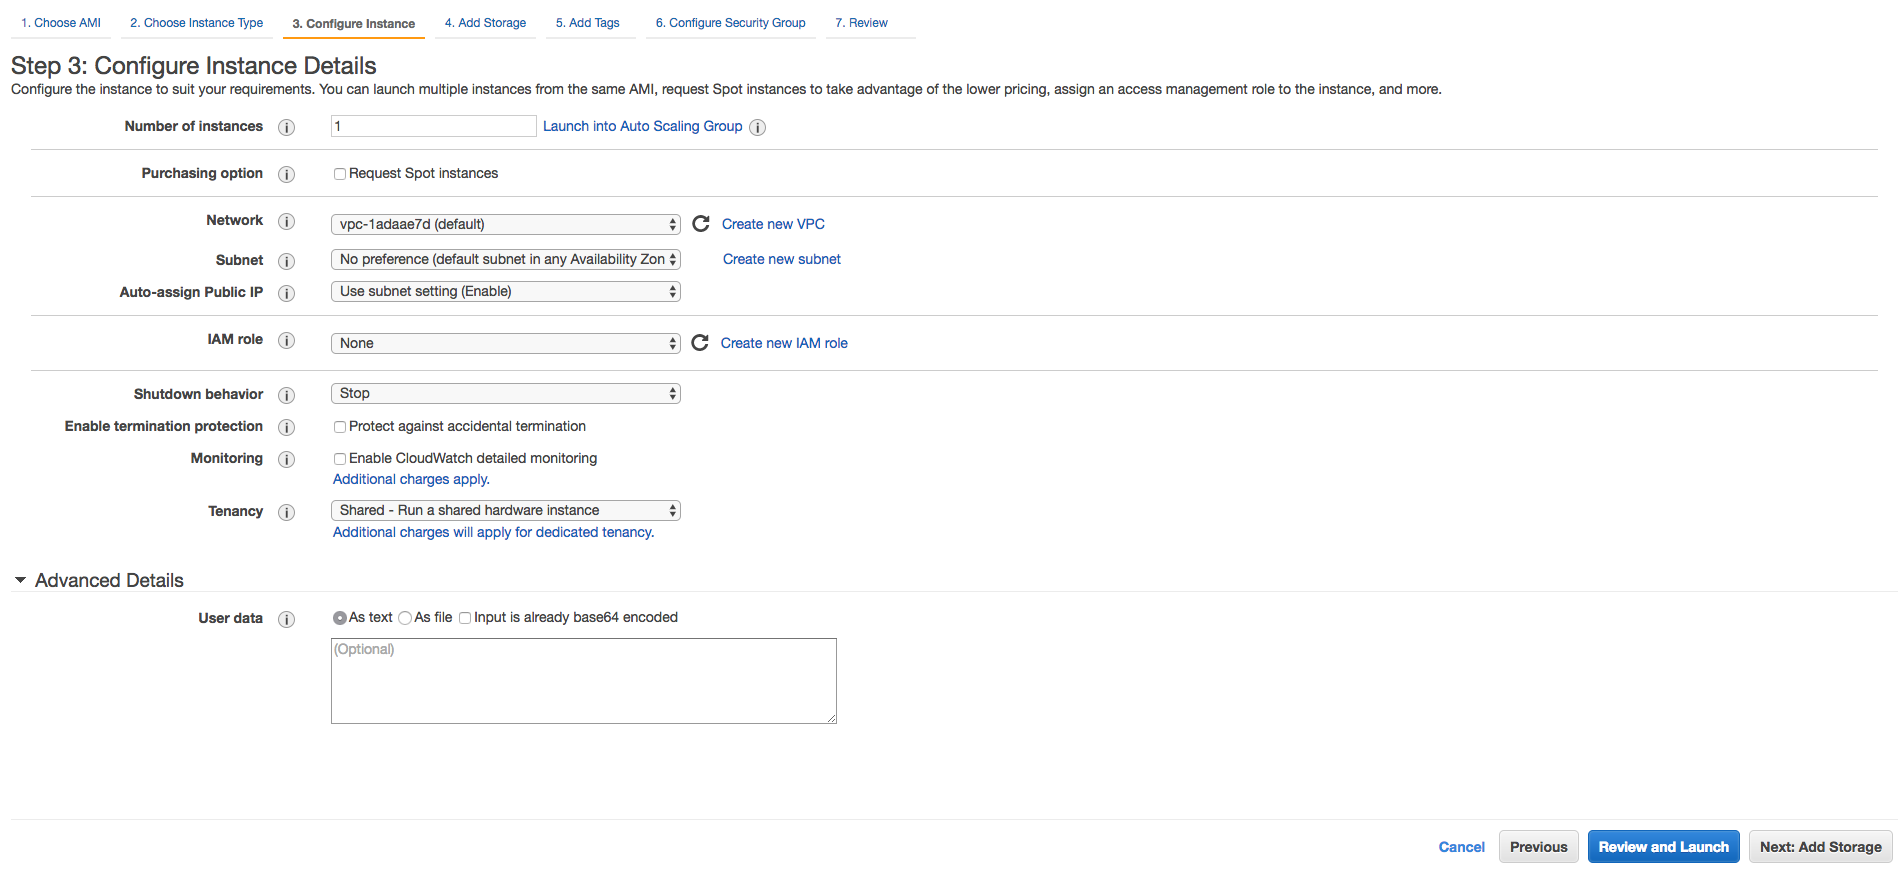 1. Choose AMI 2. Choose Instance Type 3. Configure Instance 4. Add Storage 5. Add Tags 6. Configure Security Group 7. Review
Step 3: Configure Instance Details
Configure the instance to suit your requirements. You can launch multiple instances from the same AMI, request Spot instances to take advantage of the lower pricing, assign an access management role to the instance, and more.
Number of instances i 1 Launch into Auto Scaling Group i
Purchasing option i Request Spot instances
Network i vpc-1adaae7d (default) Create new VPC
Subnet i No preference (default subnet in any Availability Zon Create new subnet
Auto-assign Public IP i Use subnet setting (Enable)
IAM role i None Create new IAM role
Shutdown behavior i Stop
Enable termination protection i Protect against accidental termination
Monitoring i Enable CloudWatch detailed monitoring
Additional charges apply.
Tenancy i Shared - Run a shared hardware instance
Additional charges will apply for dedicated tenancy.
Advanced Details
User data i As text As file Input is already base64 encoded
(Optional)
Cancel Previous Review and Launch Next: Add Storage